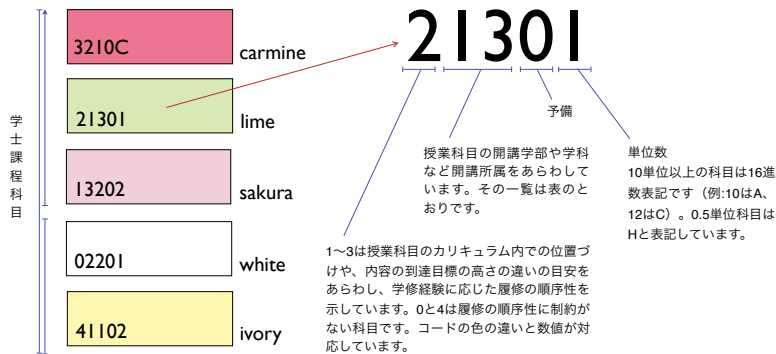 3210C
carmine
21301
lime
13202
sakura
02201
white
41102
ivory
学士課程科目
21301
予備
授業科目の開講学部や学科
など開講所属をあらわして
います。その一覧は表のと
おりです。
単位数
10単位以上の科目は16進
数表記です（例:10はA、
12はC）。0.5単位科目は
Hと表記しています。
1〜3は授業科目のカリキュラム内での位置づ
けや、内容の到達目標の高さの違いの目安を
あらわし、学修経験に応じた履修の順序性を
示しています。0と4は履修の順序性に制約が
ない科目です。コードの色の違いと数値が対
応しています。